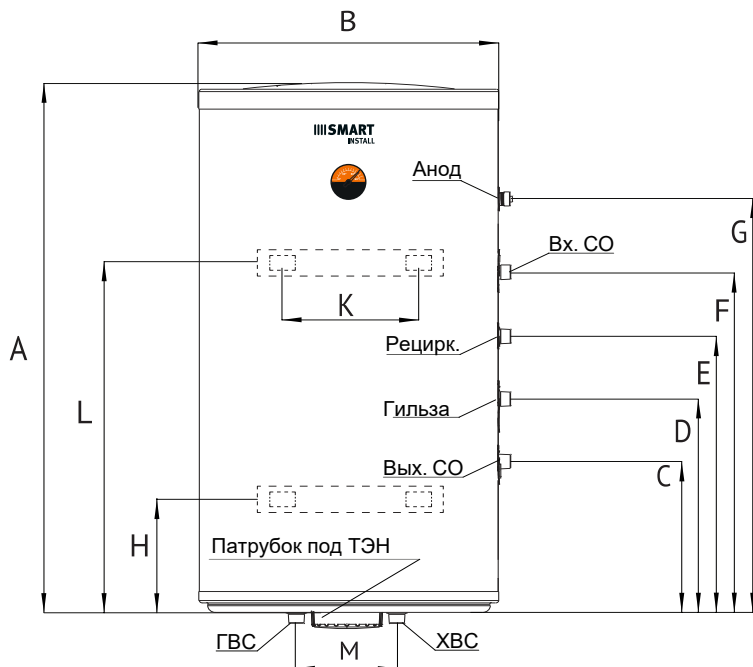 B
SMART
INSTALL
Анод
G
Вх. СО
F
K
A
Рецирк.
E
L
Гильза
D
Вых. СО
C
H
Патрубок под ТЭН
ГВС
M
ХВС